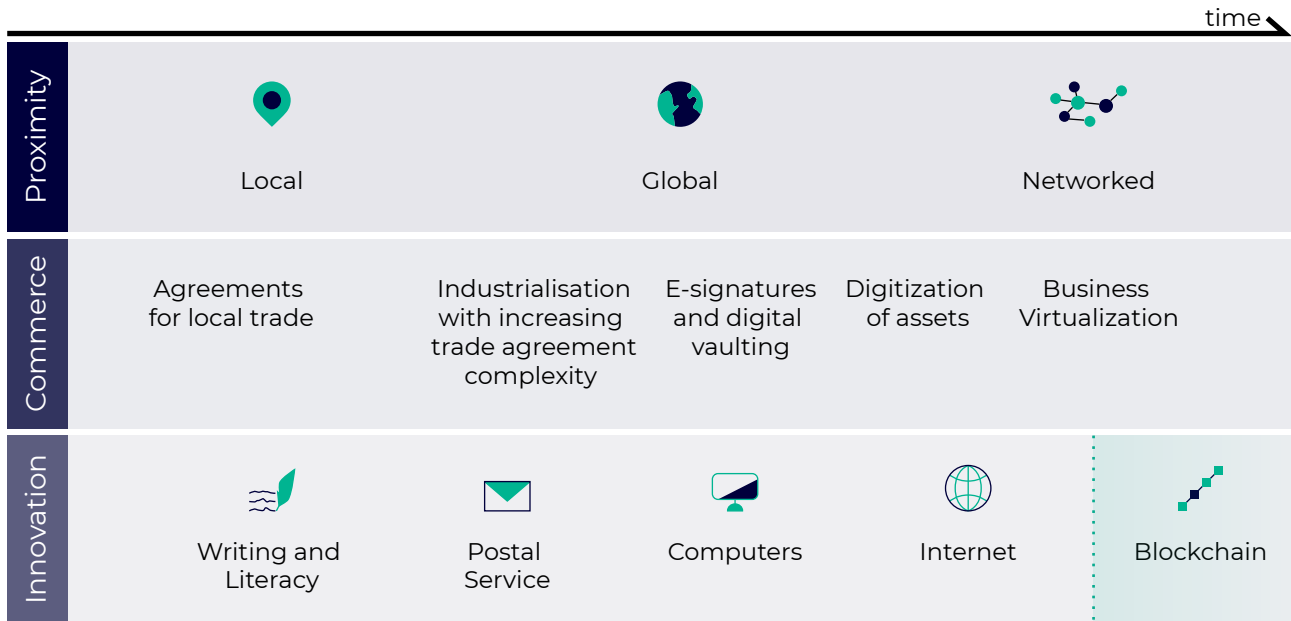 time
Proximity
Local
Global
Networked
Commerce
Agreements
for local trade
Industrialisation
with increasing
trade agreement
complexity
E-signatures
and digital
vaulting
Digitization
of assets
Business
Virtualization
Innovation
Writing and
Literacy
Postal
Service
Computers
Internet
Blockchain